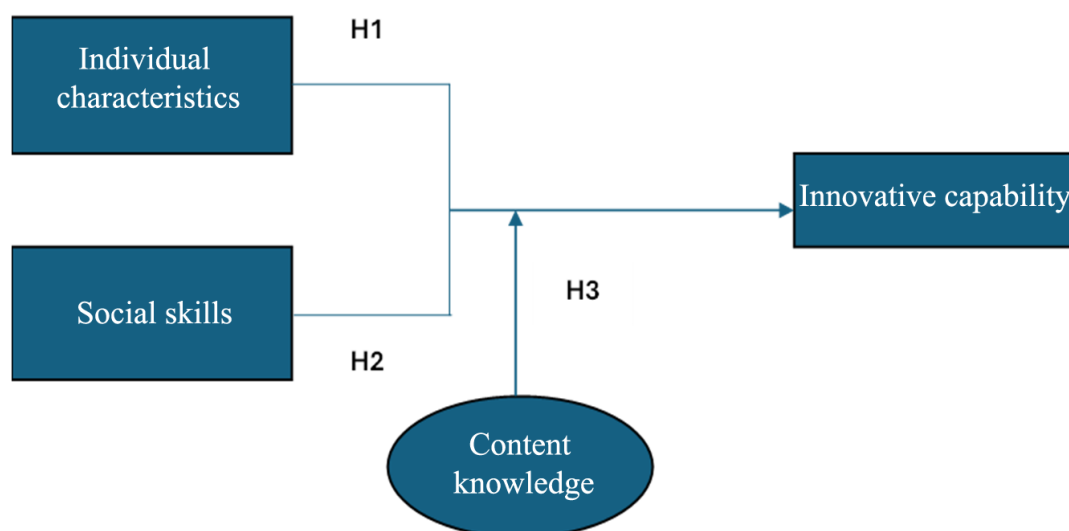 H1
Individual
characteristics
Innovative capability
Social skills
H3
H2
Content
knowledge